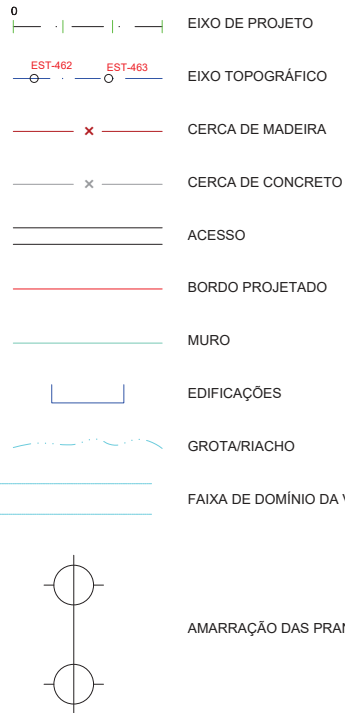 0
EIXO DE PROJETO
EST-462 EST-463
EIXO TOPOGRÁFICO
CERCA DE MADEIRA
CERCA DE CONCRETO
ACESSO
BORDO PROJETADO
MURO
EDIFICAÇÕES
GROTA/RIACHO
FAIXA DE DOMÍNIO DA
AMARRAÇÃO DAS